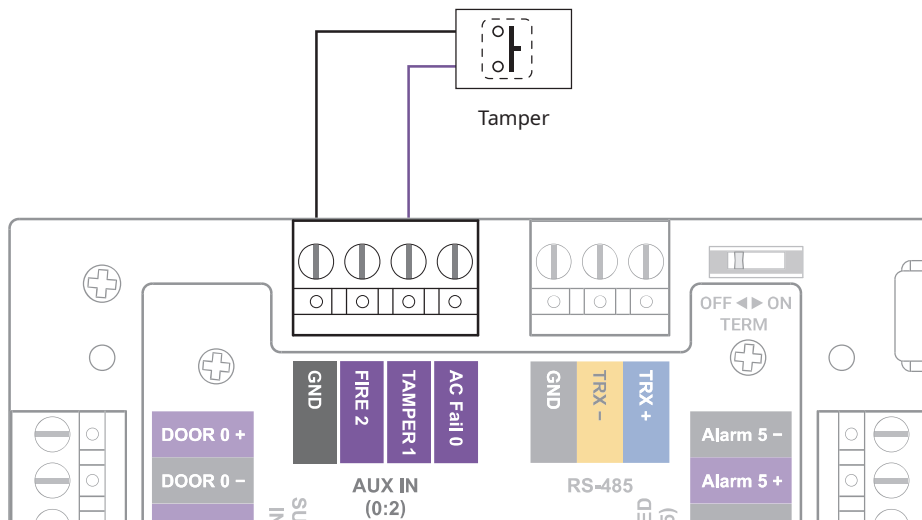 Tamper
OFF ◀▶ ON
TERM
GND
FIRE 2
TAMPER 1
AC Fail 0
GND
TRX −
TRX +
DOOR 0 +
DOOR 0 −
AUX IN
(0:2)
RS-485
Alarm 5 −
Alarm 5 +